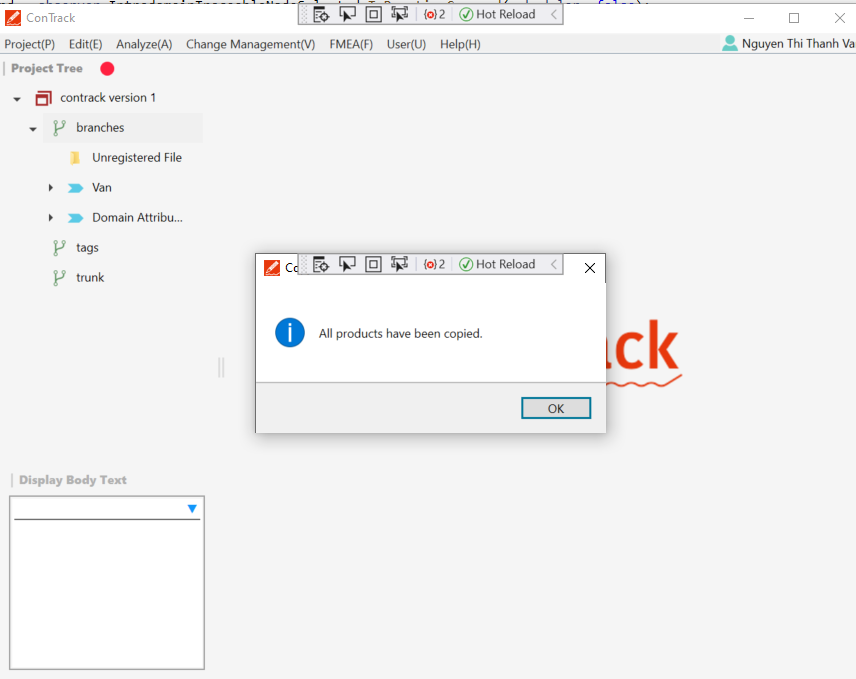 ConTrack
Hot Reload
2
Project(P) Edit(E) Analyze(A) Change Management(V) FMEA(F) User(U) Help(H)
Nguyen Thi Thanh Va
Project Tree
contrack version 1
branches
Unregistered File
Van
Domain Attribu...
tags
trunk
2
Hot Reload
All products have been copied.
OK
ck
Display Body Text